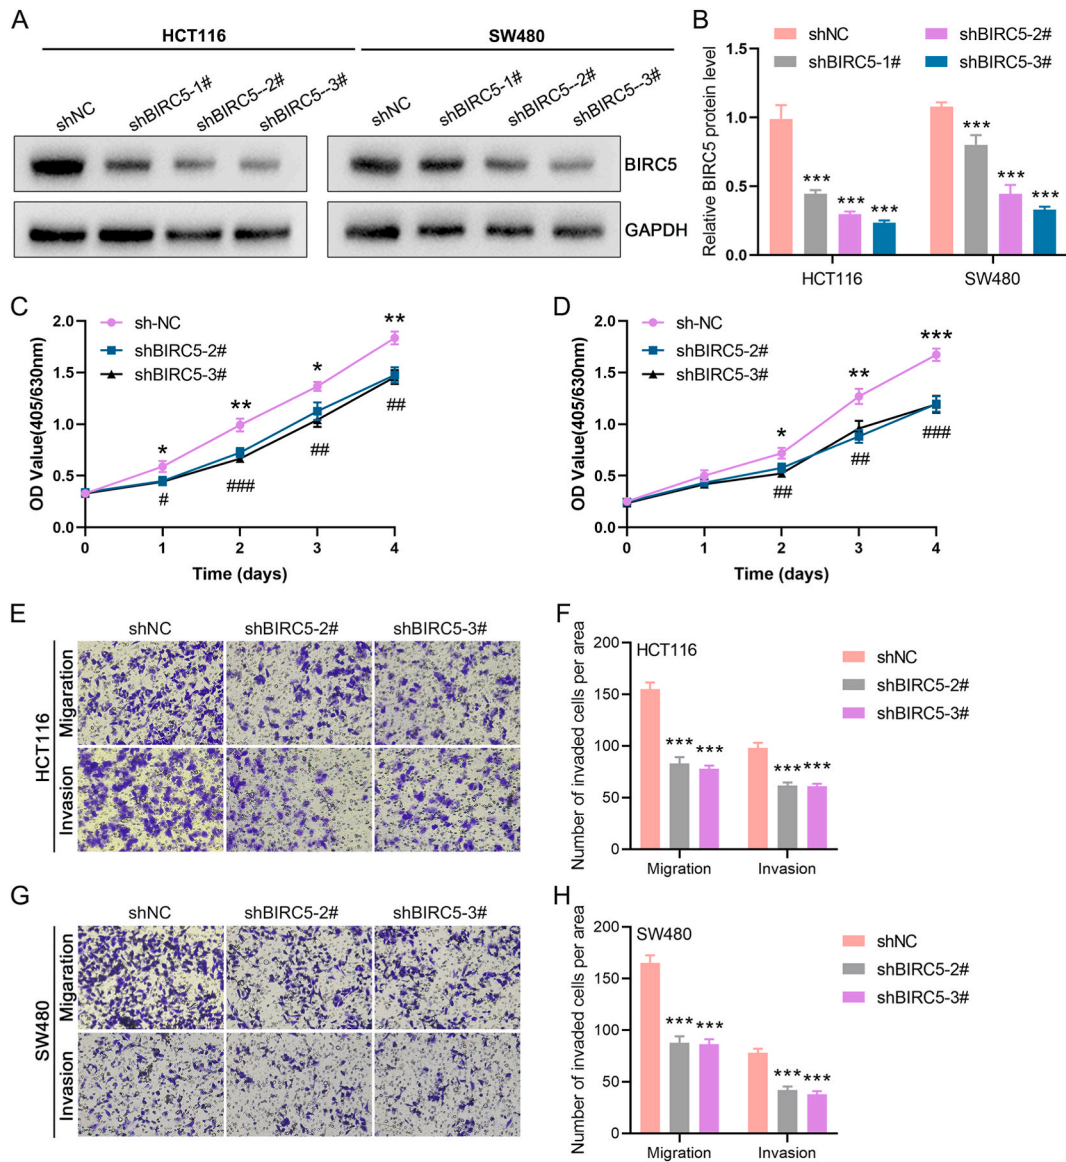 A
HCT116
SW480
shNC
shBIRC5-1#
shBIRC5--2#
shBIRC5--3#
shNC
shBIRC5-1#
shBIRC5--2#
shBIRC5--3#
BIRC5
GAPDH
B
shNC
shBIRC5-1#
shBIRC5-2#
shBIRC5-3#
Relative BIRC5 protein level
1.5
1.0
0.5
0.0
***
***
***
***
***
***
HCT116
SW480
C
OD Value(405/630nm)
2.0
1.5
1.0
0.5
0.0
sh-NC
shBIRC5-2#
shBIRC5-3#
*
**
*
**
#
###
##
##
0
1
2
3
4
Time (days)
D
OD Value(405/630nm)
2.0
1.5
1.0
0.5
0.0
sh-NC
shBIRC5-2#
shBIRC5-3#
*
**
***
##
##
###
0
1
2
3
4
Time (days)
E
shNC
shBIRC5-2#
shBIRC5-3#
HCT116
Migaration
Invasion
F
Number of invaded cells per area
200
150
100
50
0
HCT116
***
***
***
***
Migration
Invasion
shNC
shBIRC5-2#
shBIRC5-3#
G
shNC
shBIRC5-2#
shBIRC5-3#
SW480
Migaration
Invasion
H
Number of invaded cells per area
200
150
100
50
0
SW480
***
***
***
***
Migration
Invasion
shNC
shBIRC5-2#
shBIRC5-3#